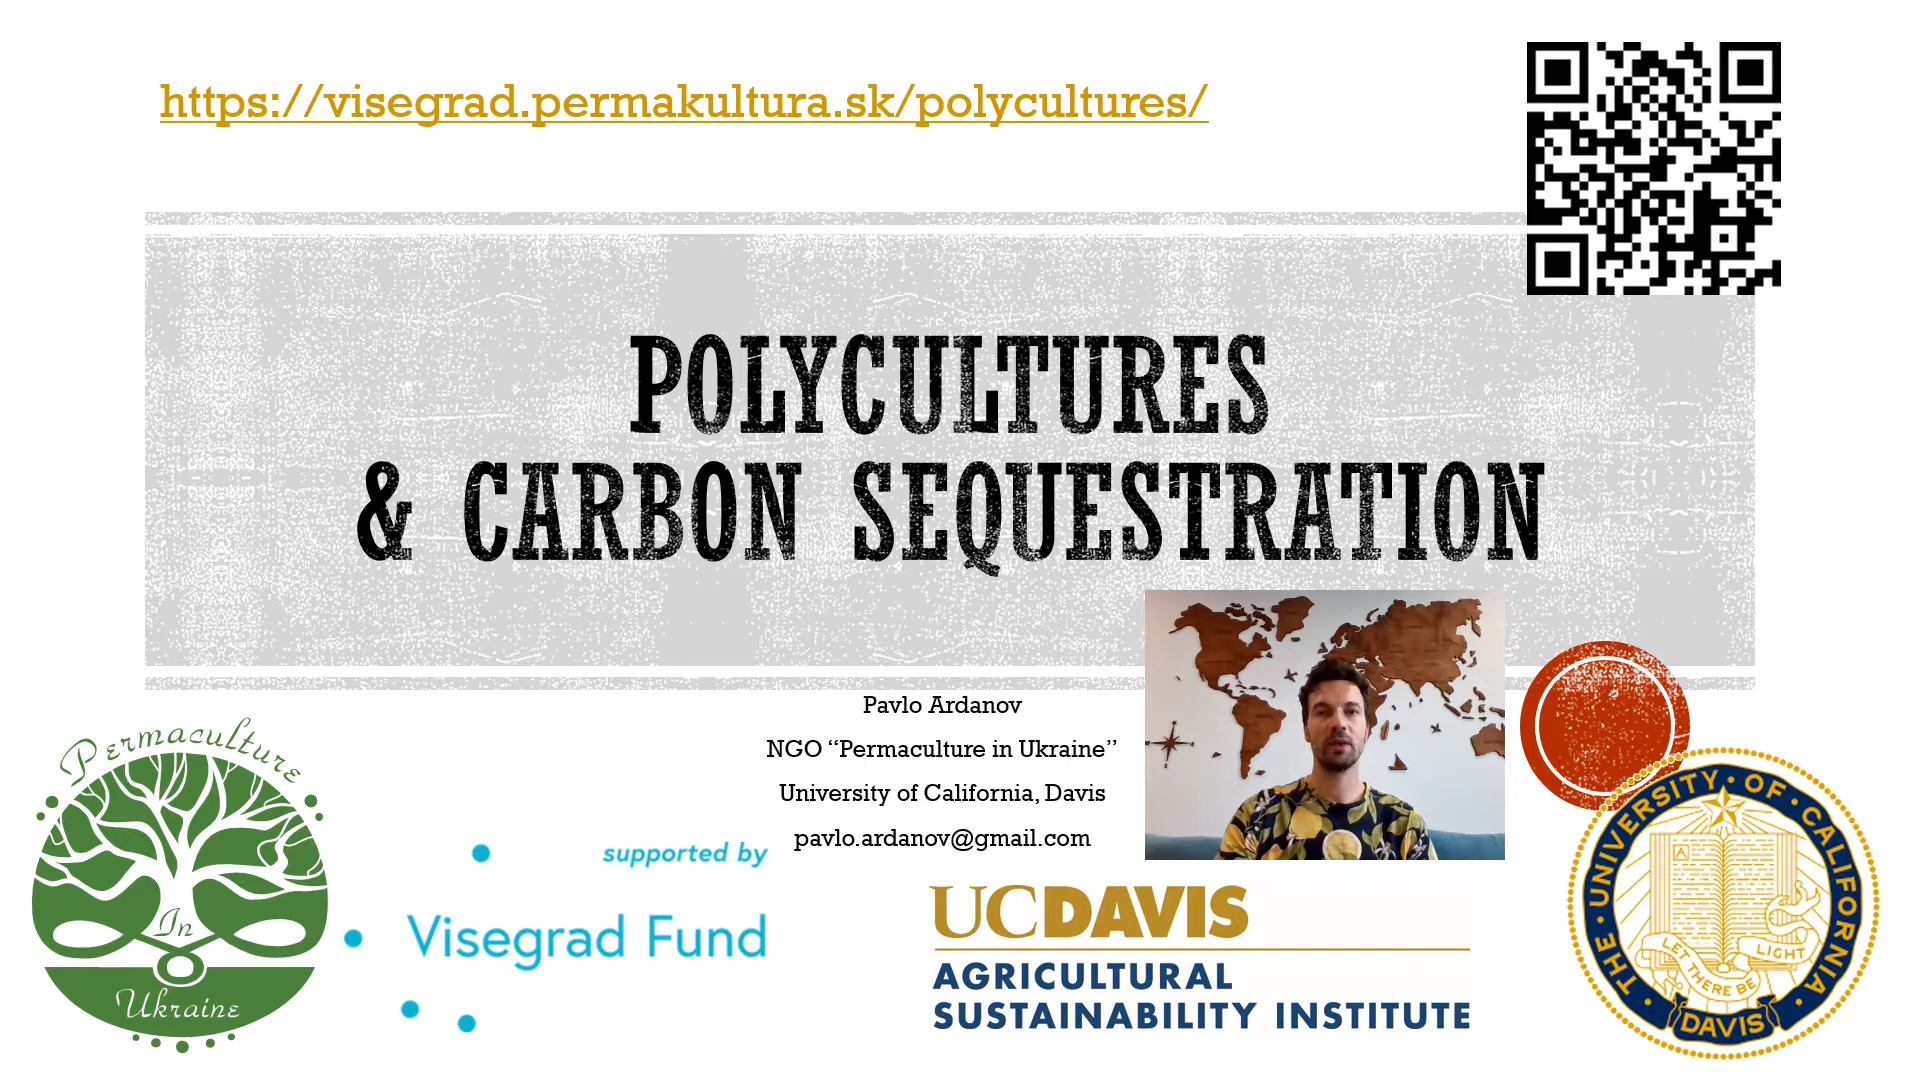 https://visegrad.permakultura.sk/polycultures/
POLYCULTURES
& CARBON SEQUESTRATION
Pavlo Ardanov
NGO “Permaculture in Ukraine”
University of California, Davis
pavlo.ardanov@gmail.com
Permaculture
In
Ukraine
supported by
Visegrad Fund
UCDAVIS
AGRICULTURAL
SUSTAINABILITY INSTITUTE
THE · UNIVERSITY · OF · CALIFORNIA ·
A
LET THERE BE
LIGHT
DAVIS